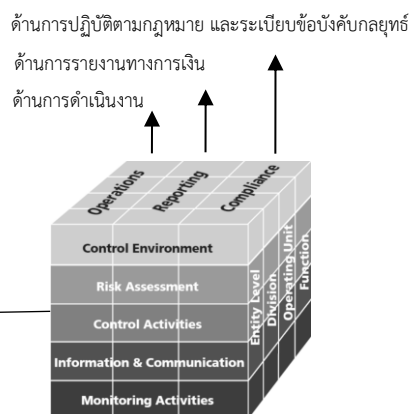 ด้านการปฏิบัติตามกฎหมาย และระเบียบข้อบังคับกลยุทธ์
ด้านการรายงานทางการเงิน
ด้านการดำเนินงาน
Operations
Reporting
Compliance
Control Environment
Risk Assessment
Control Activities
Information & Communication
Monitoring Activities
Entity Level
Division
Operating Unit
Function